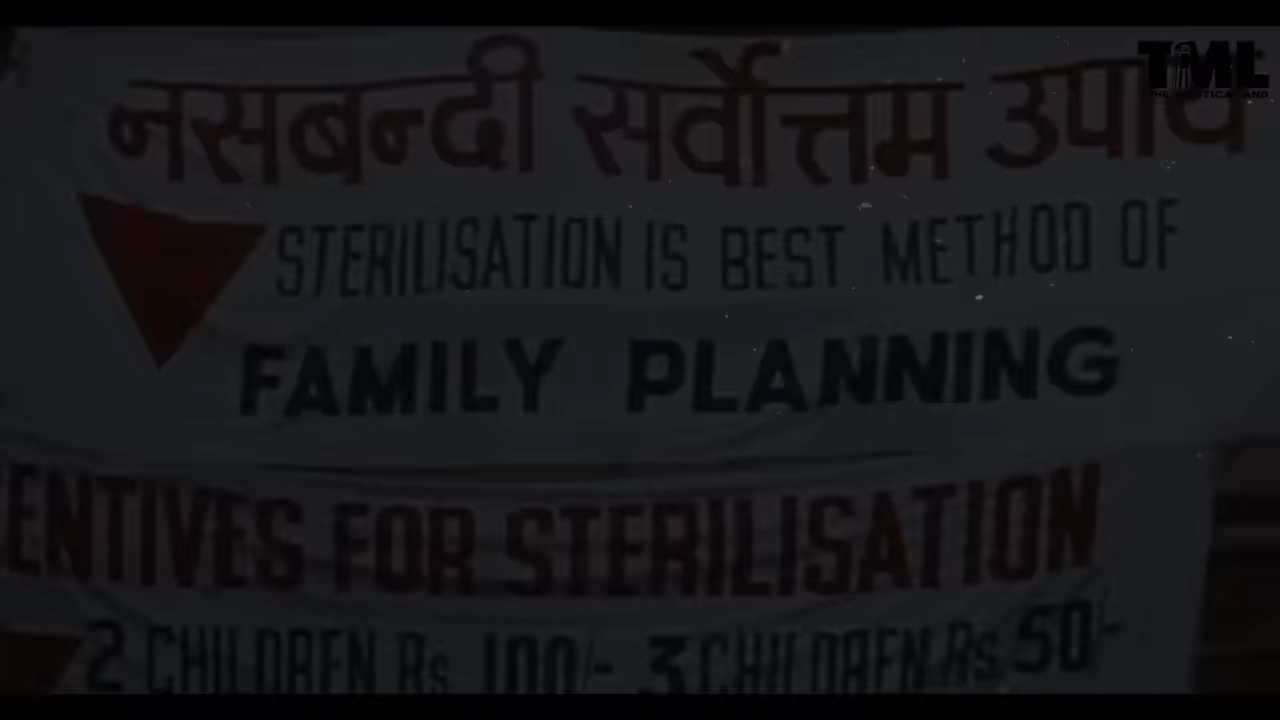 TML
नसबन्दी सर्वोत्तम उपाय
STERILISATION IS BEST METHOD OF
FAMILY PLANNING
ENTIVES FOR STERILISATION
2 CHILDREN Rs 100/- 3 CHILDREN Rs 50/-